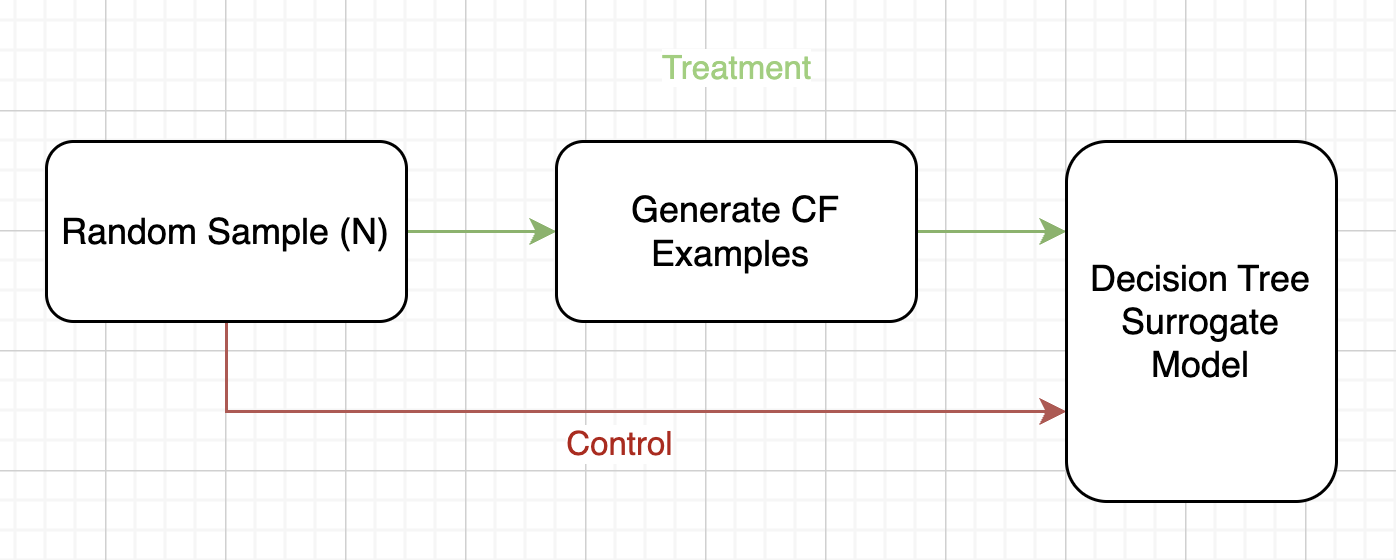 Treatment
Random Sample (N)
Generate CF
Examples
Decision Tree
Surrogate
Model
Control